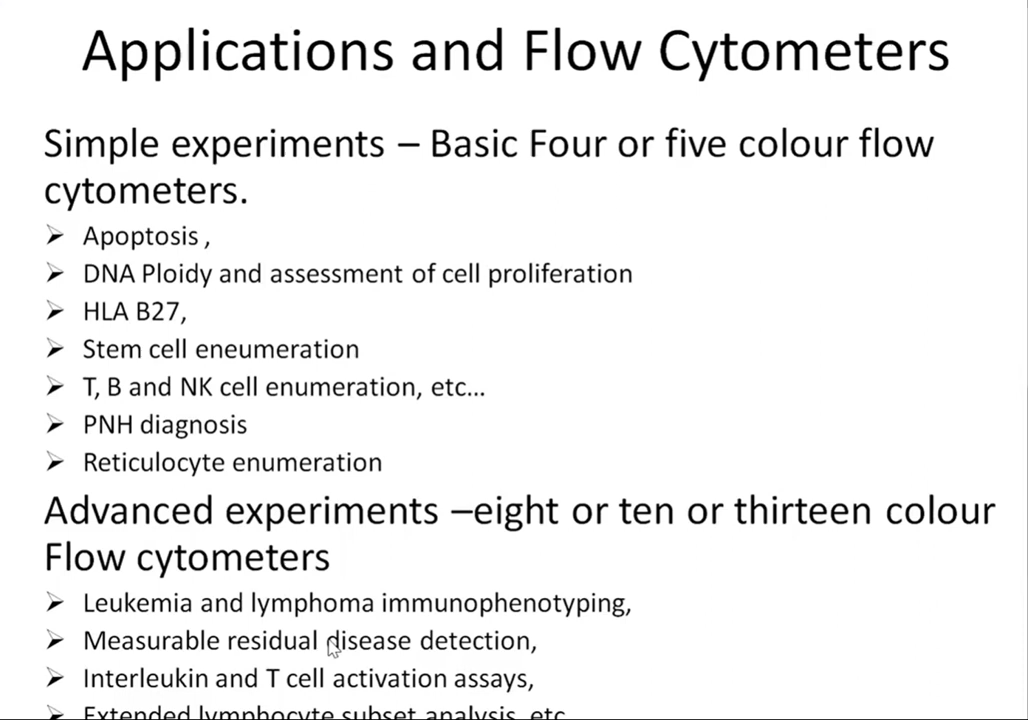 Applications and Flow Cytometers
Simple experiments – Basic Four or five colour flow
cytometers.
➢ Apoptosis ,
➢ DNA Ploidy and assessment of cell proliferation
➢ HLA B27,
➢ Stem cell eneumeration
➢ T, B and NK cell enumeration, etc…
➢ PNH diagnosis
➢ Reticulocyte enumeration
Advanced experiments –eight or ten or thirteen colour
Flow cytometers
➢ Leukemia and lymphoma immunophenotyping,
➢ Measurable residual disease detection,
➢ Interleukin and T cell activation assays,
➢ Extended lymphocyte subset analysis, etc